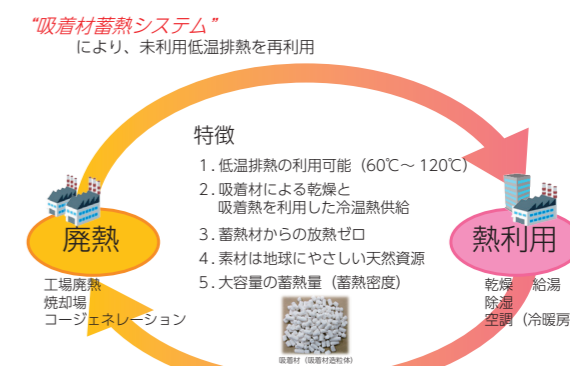 “吸着材蓄熱システム”
により、未利用低温排熱を再利用
特徴
1. 低温排熱の利用可能（60℃～ 120℃）
2. 吸着材による乾燥と
吸着熱を利用した冷温熱供給
3. 蓄熱材からの放熱ゼロ
4. 素材は地球にやさしい天然資源
5. 大容量の蓄熱量（蓄熱密度）
廃熱
工場廃熱
焼却場
コージェネレーション
熱利用
乾燥　給湯
除湿
空調（冷暖房
吸着材（吸着材造粒体）